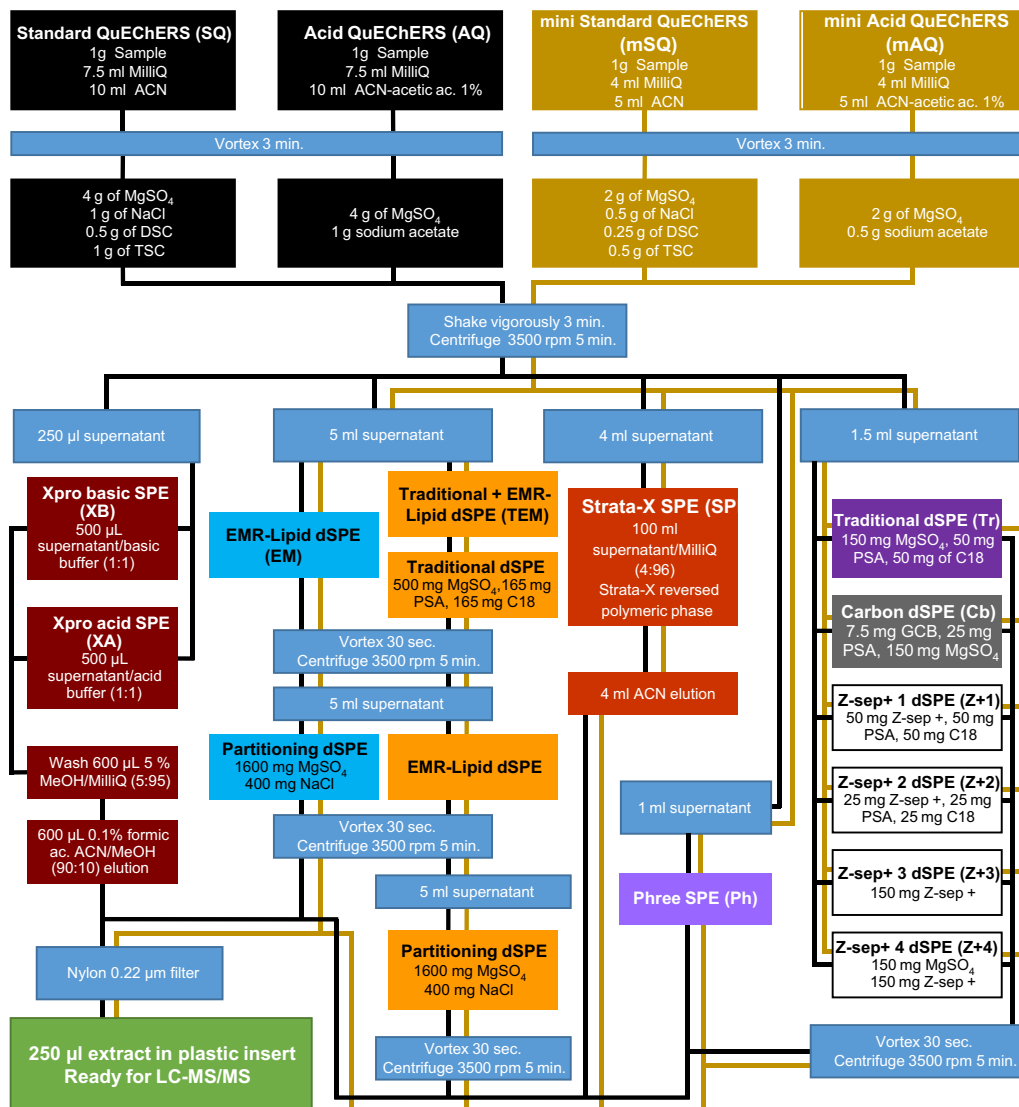 Standard QuEChERS (SQ)
1g Sample
7.5 ml MilliQ
10 ml ACN
Acid QuEChERS (AQ)
1g Sample
7.5 ml MilliQ
10 ml ACN-acetic ac. 1%
mini Standard QuEChERS
(mSQ)
1g Sample
4 ml MilliQ
5 ml ACN
mini Acid QuEChERS
(mAQ)
1g Sample
4 ml MilliQ
5 ml ACN-acetic ac. 1%
Vortex 3 min.
Vortex 3 min.
4 g of MgSO₄
1 g of NaCl
0.5 g of DSC
1 g of TSC
4 g of MgSO₄
1 g sodium acetate
2 g of MgSO₄
0.5 g of NaCl
0.25 g of DSC
0.5 g of TSC
2 g of MgSO₄
0.5 g sodium acetate
Shake vigorously 3 min.
Centrifuge 3500 rpm 5 min.
250 µl supernatant
5 ml supernatant
4 ml supernatant
1.5 ml supernatant
Xpro basic SPE
(XB)
500 µL
supernatant/basic
buffer (1:1)
Xpro acid SPE
(XA)
500 µL
supernatant/acid
buffer (1:1)
Wash 600 µL 5 %
MeOH/MilliQ (5:95)
600 µL 0.1% formic
ac. ACN/MeOH
(90:10) elution
EMR-Lipid dSPE
(EM)
Traditional + EMR-
Lipid dSPE (TEM)
Traditional dSPE
500 mg MgSO₄,165 mg
PSA, 165 mg C18
Vortex 30 sec.
Centrifuge 3500 rpm 5 min.
5 ml supernatant
Partitioning dSPE
1600 mg MgSO₄
400 mg NaCl
EMR-Lipid dSPE
Vortex 30 sec.
Centrifuge 3500 rpm 5 min.
5 ml supernatant
Partitioning dSPE
1600 mg MgSO₄
400 mg NaCl
Vortex 30 sec.
Centrifuge 3500 rpm 5 min.
Strata-X SPE (SP
100 ml
supernatant/MilliQ
(4:96)
Strata-X reversed
polymeric phase
4 ml ACN elution
1 ml supernatant
Phree SPE (Ph)
Traditional dSPE (Tr)
150 mg MgSO₄, 50 mg
PSA, 50 mg of C18
Carbon dSPE (Cb)
7.5 mg GCB, 25 mg
PSA, 150 mg MgSO₄
Z-sep+ 1 dSPE (Z+1)
50 mg Z-sep +, 50 mg
PSA, 50 mg C18
Z-sep+ 2 dSPE (Z+2)
25 mg Z-sep +, 25 mg
PSA, 25 mg C18
Z-sep+ 3 dSPE (Z+3)
150 mg Z-sep +
Z-sep+ 4 dSPE (Z+4)
150 mg MgSO₄
150 mg Z-sep +
Vortex 30 sec.
Centrifuge 3500 rpm 5 min.
Nylon 0.22 µm filter
250 µl extract in plastic insert
Ready for LC-MS/MS